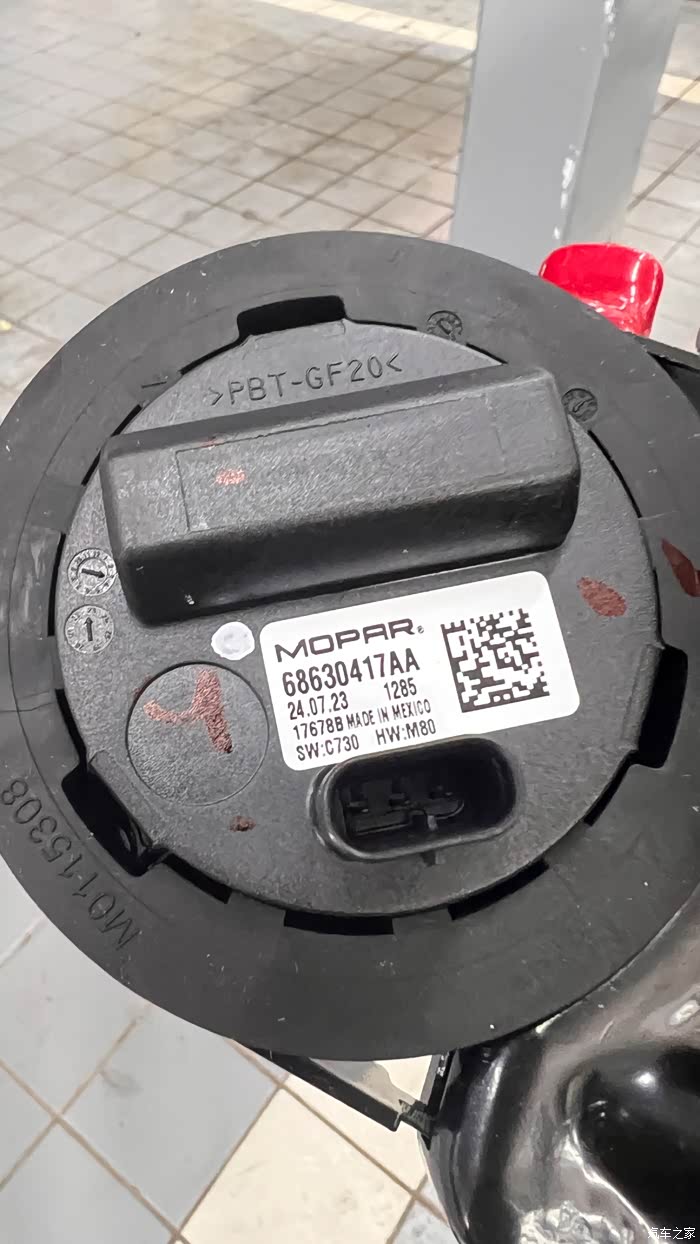 >PBT-GF20<
MOPAR®
68630417AA
24.07.23 1285
17678B MADE IN MEXICO
SW:C730 HW:M80
M0115308
汽车之家